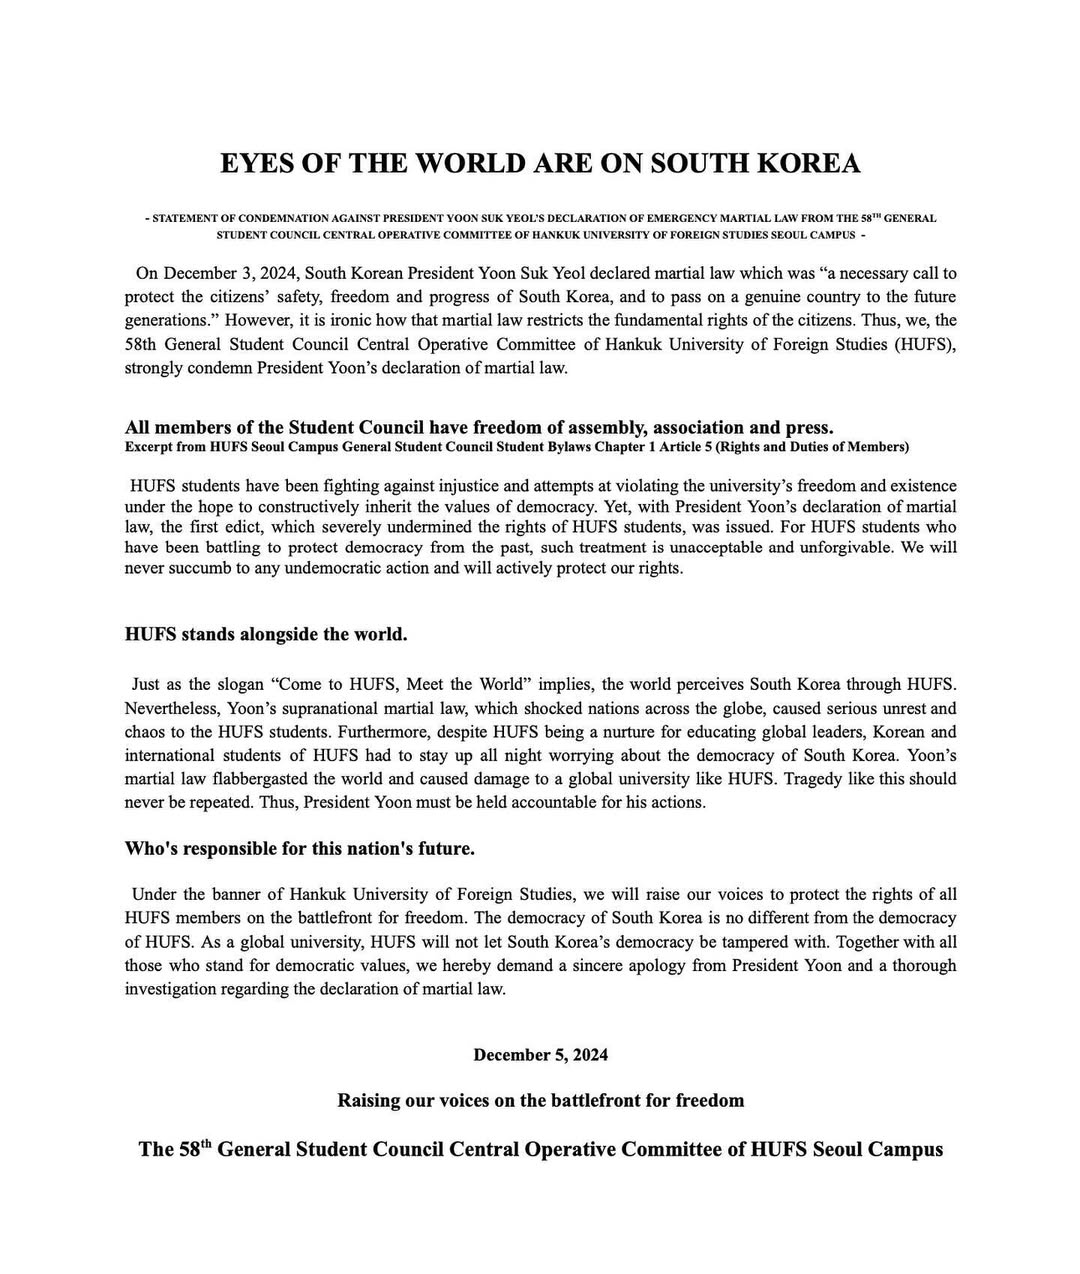 EYES OF THE WORLD ARE ON SOUTH KOREA
- STATEMENT OF CONDEMNATION AGAINST PRESIDENT YOON SUK YEOL'S DECLARATION OF EMERGENCY MARTIAL LAW FROM THE 58TH GENERAL
STUDENT COUNCIL CENTRAL OPERATIVE COMMITTEE OF HANKUK UNIVERSITY OF FOREIGN STUDIES SEOUL CAMPUS -
On December 3, 2024, South Korean President Yoon Suk Yeol declared martial law which was “a necessary call to
protect the citizens’ safety, freedom and progress of South Korea, and to pass on a genuine country to the future
generations.” However, it is ironic how that martial law restricts the fundamental rights of the citizens. Thus, we, the
58th General Student Council Central Operative Committee of Hankuk University of Foreign Studies (HUFS),
strongly condemn President Yoon’s declaration of martial law.
All members of the Student Council have freedom of assembly, association and press.
Excerpt from HUFS Seoul Campus General Student Council Student Bylaws Chapter 1 Article 5 (Rights and Duties of Members)
HUFS students have been fighting against injustice and attempts at violating the university’s freedom and existence
under the hope to constructively inherit the values of democracy. Yet, with President Yoon’s declaration of martial
law, the first edict, which severely undermined the rights of HUFS students, was issued. For HUFS students who
have been battling to protect democracy from the past, such treatment is unacceptable and unforgivable. We will
never succumb to any undemocratic action and will actively protect our rights.
HUFS stands alongside the world.
Just as the slogan “Come to HUFS, Meet the World” implies, the world perceives South Korea through HUFS.
Nevertheless, Yoon’s supranational martial law, which shocked nations across the globe, caused serious unrest and
chaos to the HUFS students. Furthermore, despite HUFS being a nurture for educating global leaders, Korean and
international students of HUFS had to stay up all night worrying about the democracy of South Korea. Yoon’s
martial law flabbergasted the world and caused damage to a global university like HUFS. Tragedy like this should
never be repeated. Thus, President Yoon must be held accountable for his actions.
Who's responsible for this nation's future.
Under the banner of Hankuk University of Foreign Studies, we will raise our voices to protect the rights of all
HUFS members on the battlefront for freedom. The democracy of South Korea is no different from the democracy
of HUFS. As a global university, HUFS will not let South Korea’s democracy be tampered with. Together with all
those who stand for democratic values, we hereby demand a sincere apology from President Yoon and a thorough
investigation regarding the declaration of martial law.
December 5, 2024
Raising our voices on the battlefront for freedom
The 58th General Student Council Central Operative Committee of HUFS Seoul Campus